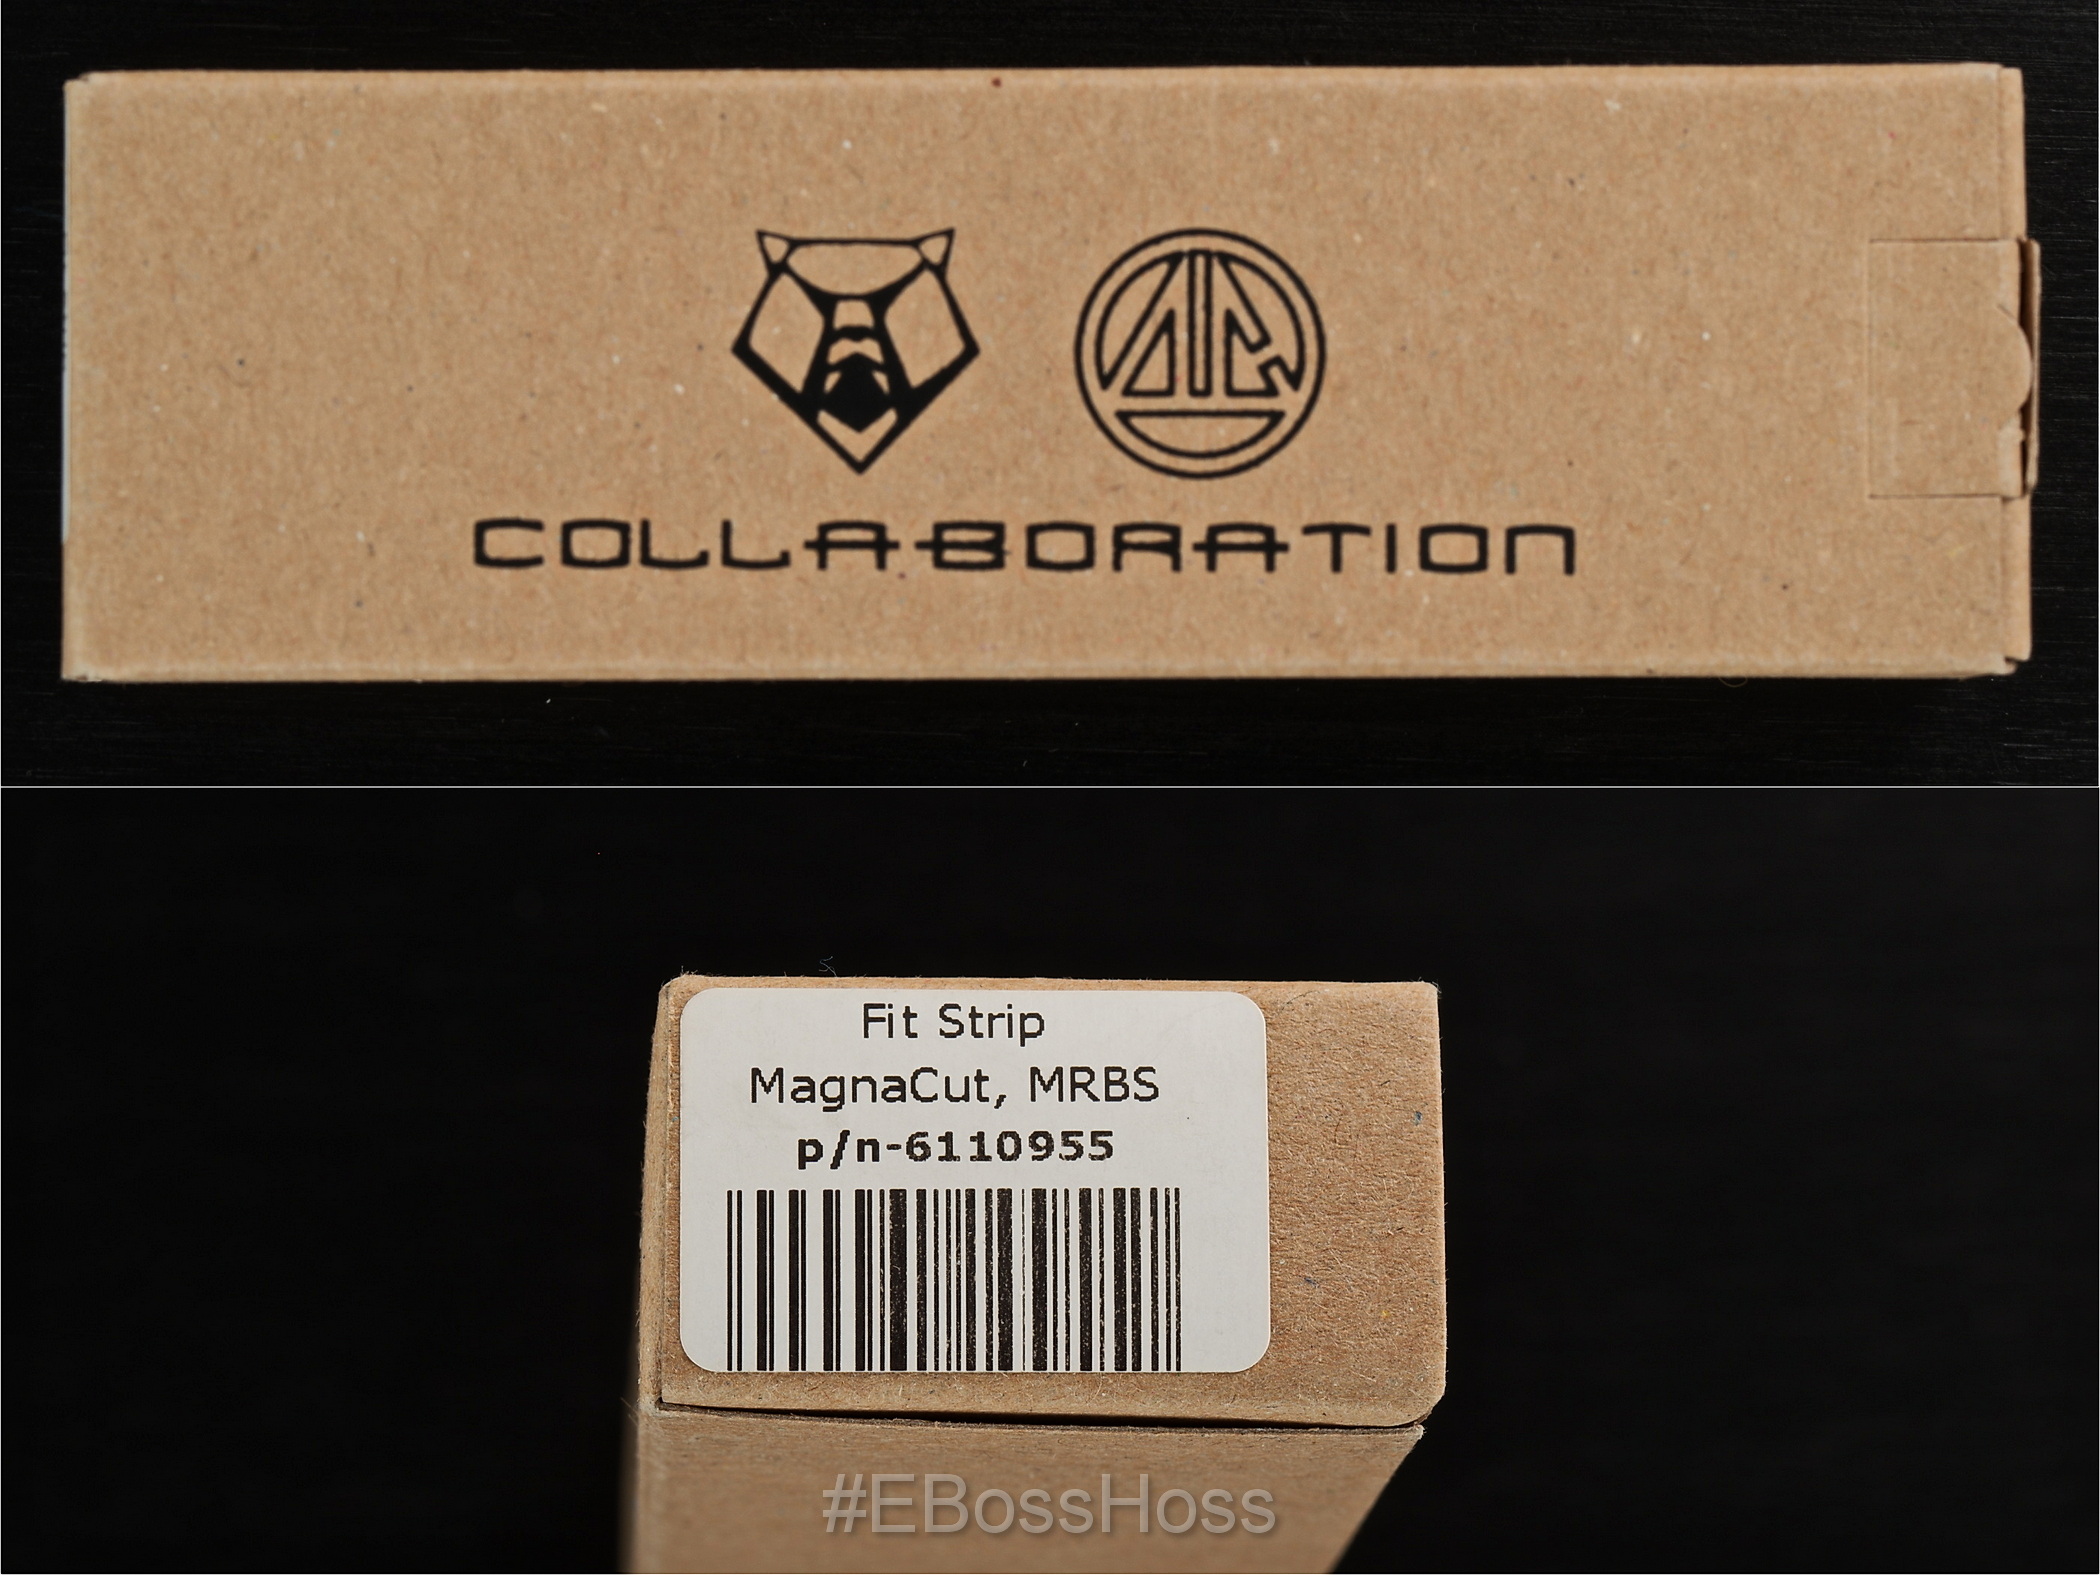 COLLABORATION
Fit Strip
MagnaCut, MRBS
p/n-6110955
#EBossHoss